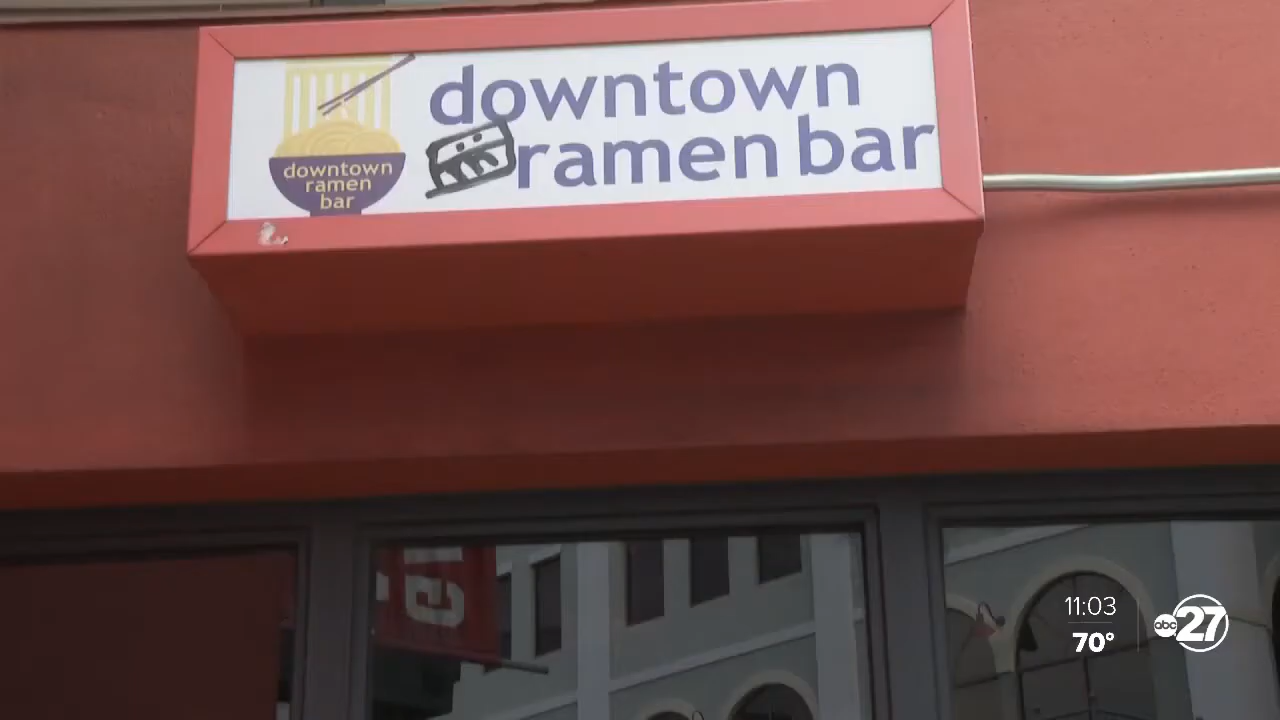 downtown
ramen bar
downtown
ramen
bar
11:03
70°
abc 27